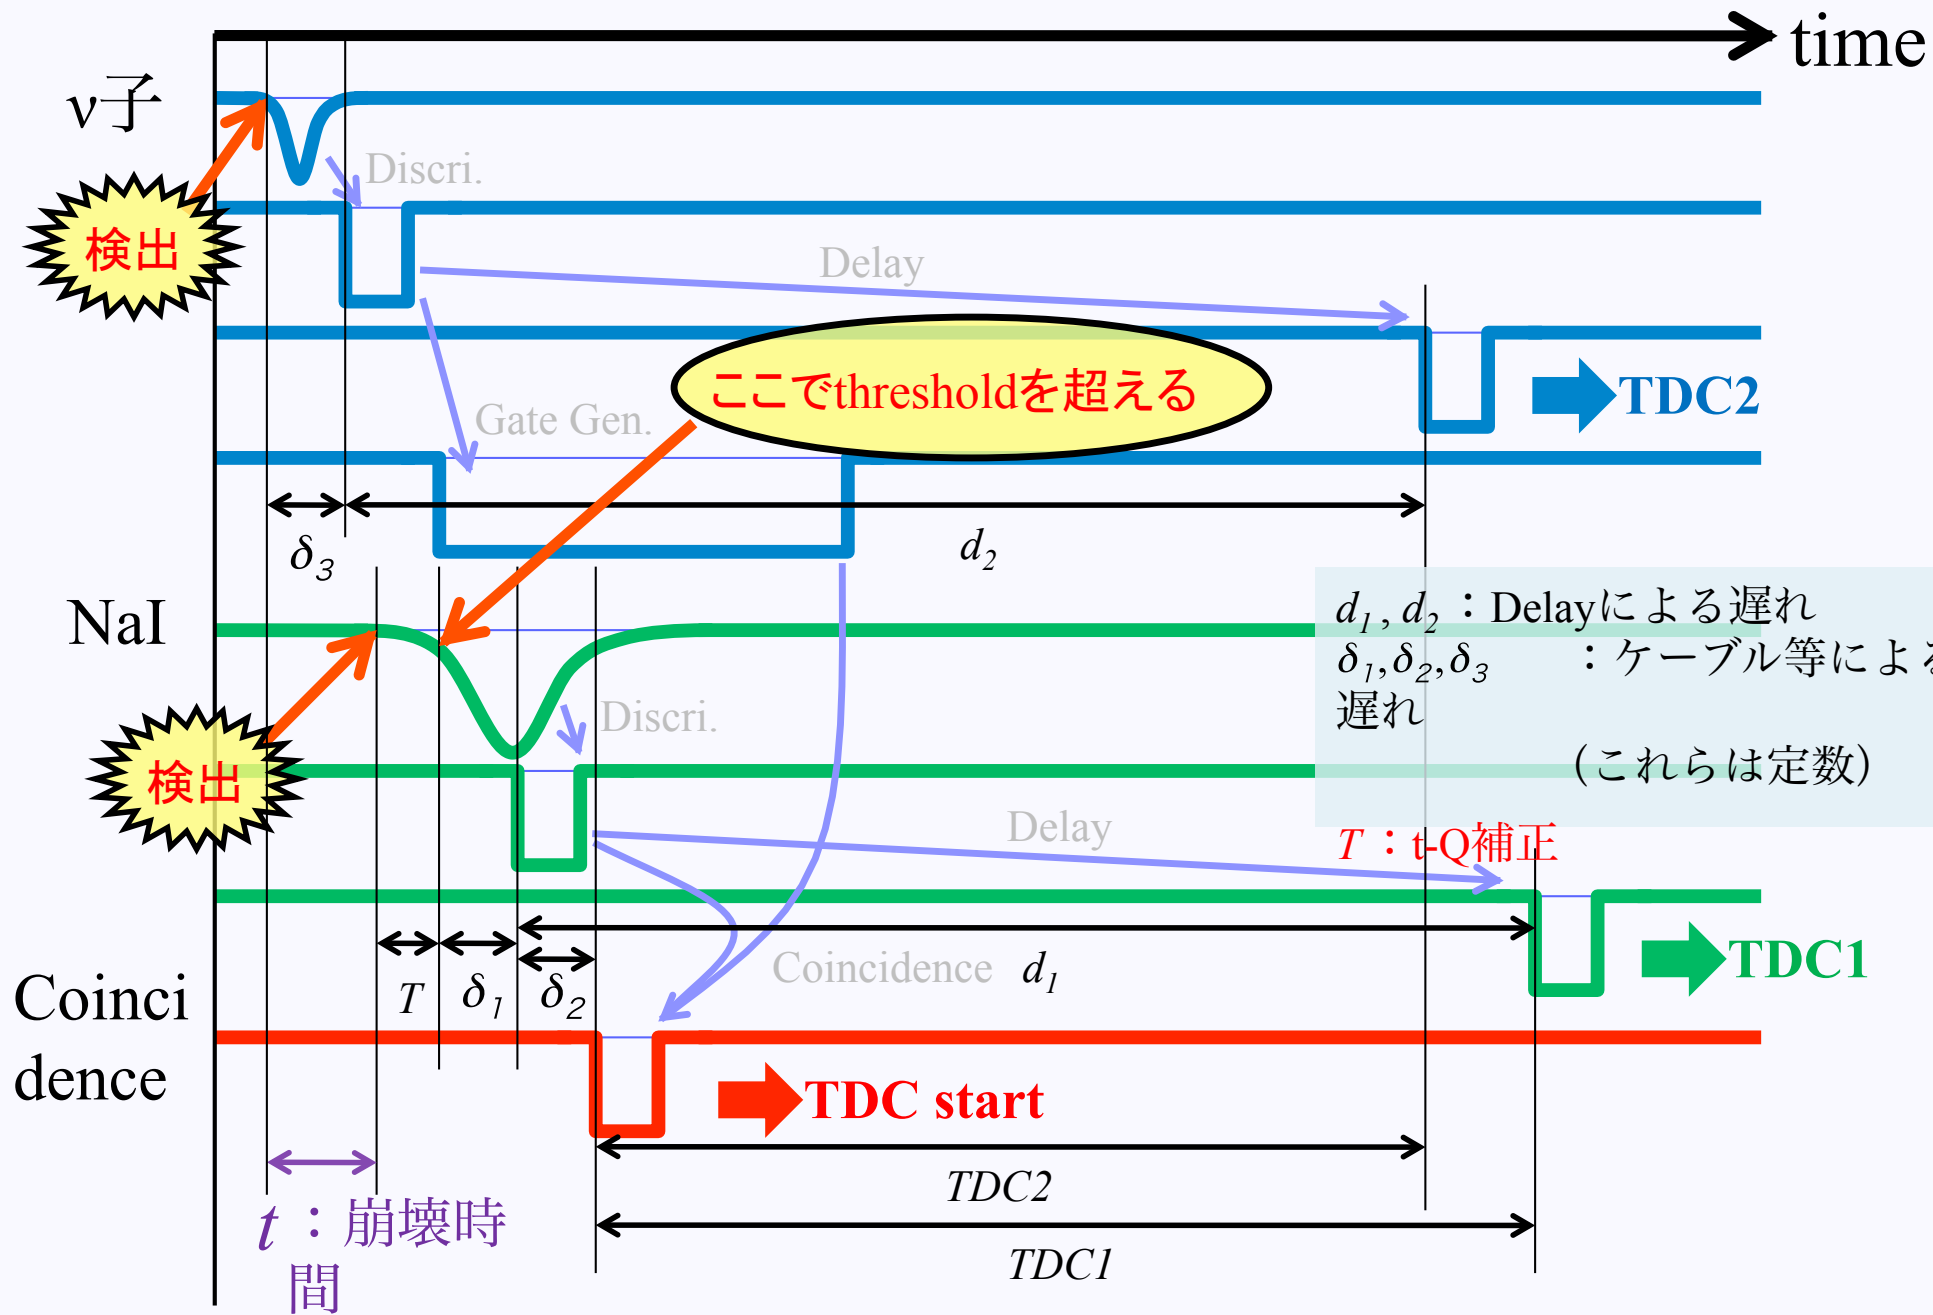 time
ν子
Discri.
検出
Delay
ここでthresholdを超える
TDC2
Gate Gen.
δ3
d2
NaI
d1, d2：Delayによる遅れ
δ1,δ2,δ3　：ケーブル等による
遅れ
（これらは定数）
Discri.
検出
Delay
T：t-Q補正
Coincidence
d1
TDC1
T
δ1
δ2
Coinci
dence
TDC start
TDC2
t：崩壊時
間
TDC1